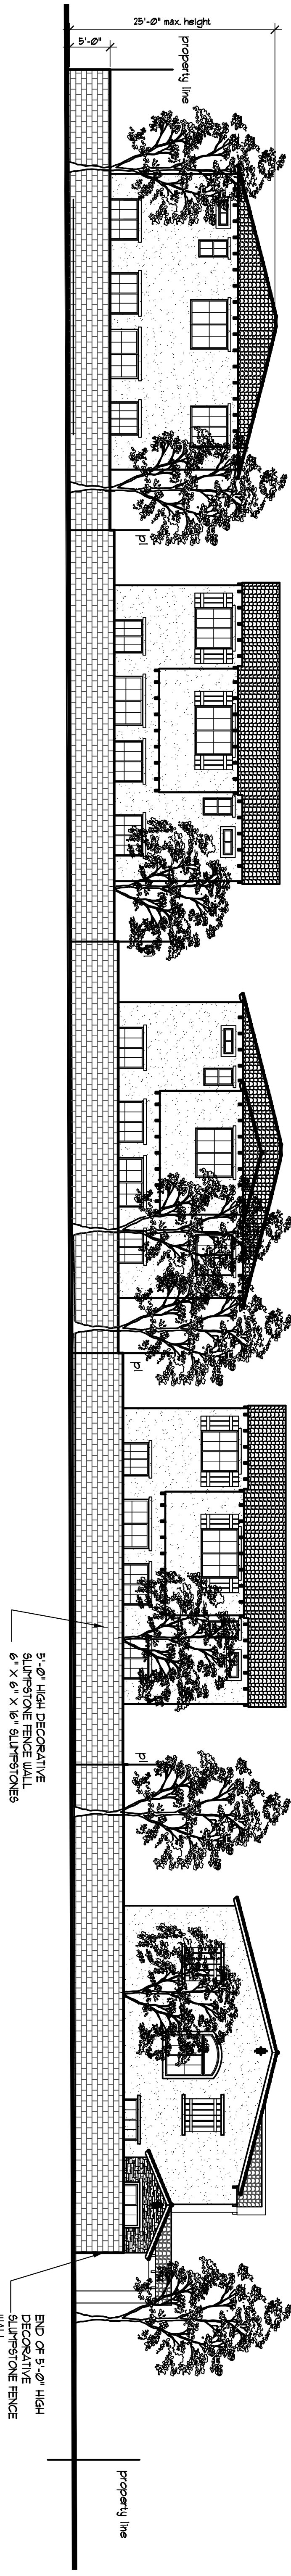 25'-0" max. height
5'-0"
property line
pl
pl
pl
5'-0" HIGH DECORATIVE
SLUMPSTONE FENCE WALL
6" X 6" X 16" SLUMPSTONES
END OF 5'-0" HIGH
DECORATIVE
SLUMPSTONE FENCE
WALL
property line